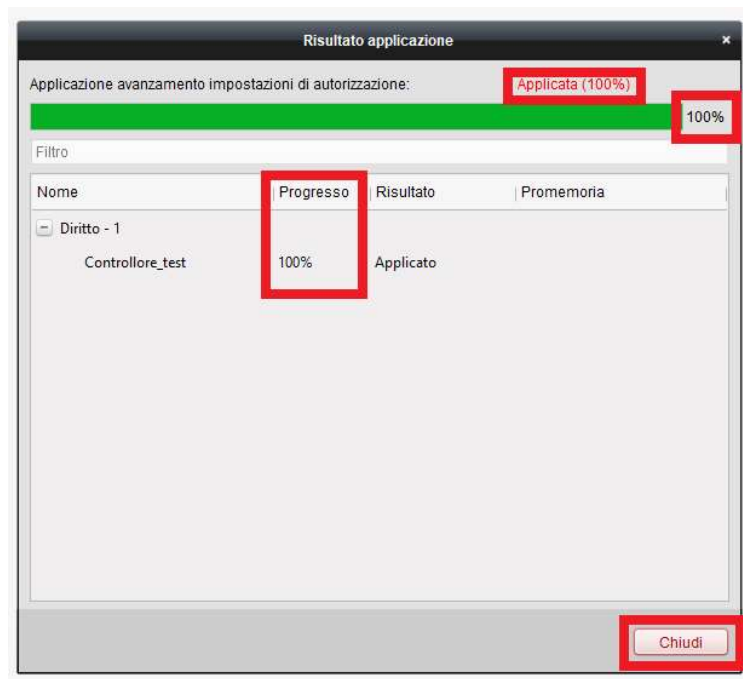 Risultato applicazione ×
Applicazione avanzamento impostazioni di autorizzazione: Applicata (100%)
100%
Filtro
Nome Progresso Risultato Promemoria
Diritto - 1
Controllore_test 100% Applicato
Chiudi